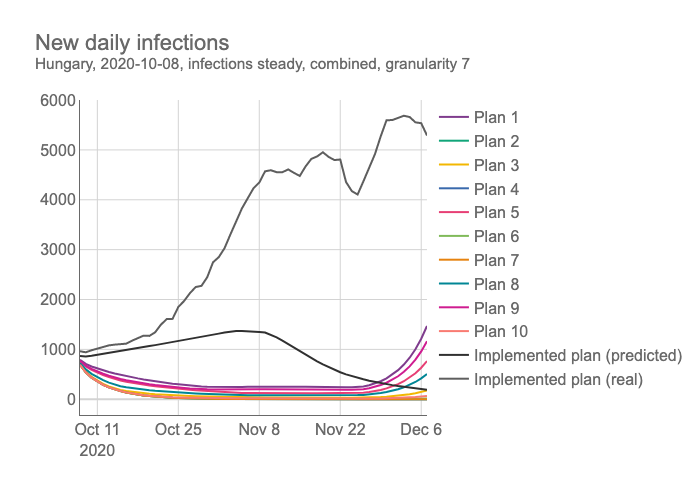 New daily infections
Hungary, 2020-10-08, infections steady, combined, granularity 7
6000
5000
4000
3000
2000
1000
0
Oct 11
2020
Oct 25
Nov 8
Nov 22
Dec 6
Plan 1
Plan 2
Plan 3
Plan 4
Plan 5
Plan 6
Plan 7
Plan 8
Plan 9
Plan 10
Implemented plan (predicted)
Implemented plan (real)